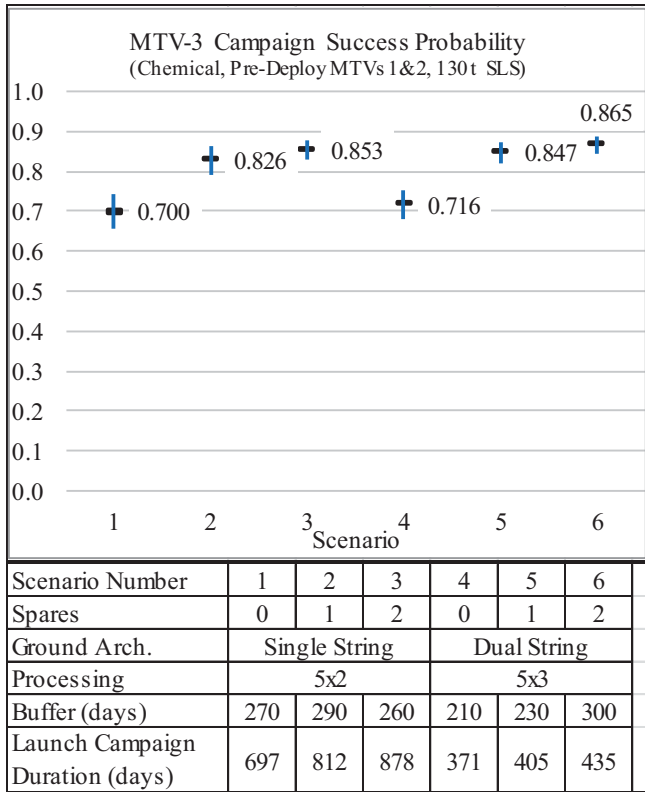 MTV-3 Campaign Success Probability
(Chemical, Pre-Deploy MTVs 1&2, 130 t SLS)
1.0
0.865
0.9
0.826
0.853
0.847
0.8
0.700
0.716
0.7
0.6
0.5
0.4
0.3
0.2
0.1
0.0
1 2 3 4 5 6
Scenario
Scenario Number 1 2 3 4 5 6
Spares 0 1 2 0 1 2
Ground Arch. Single String Dual String
Processing 5x2 5x3
Buffer (days) 270 290 260 210 230 300
Launch Campaign
Duration (days) 697 812 878 371 405 435